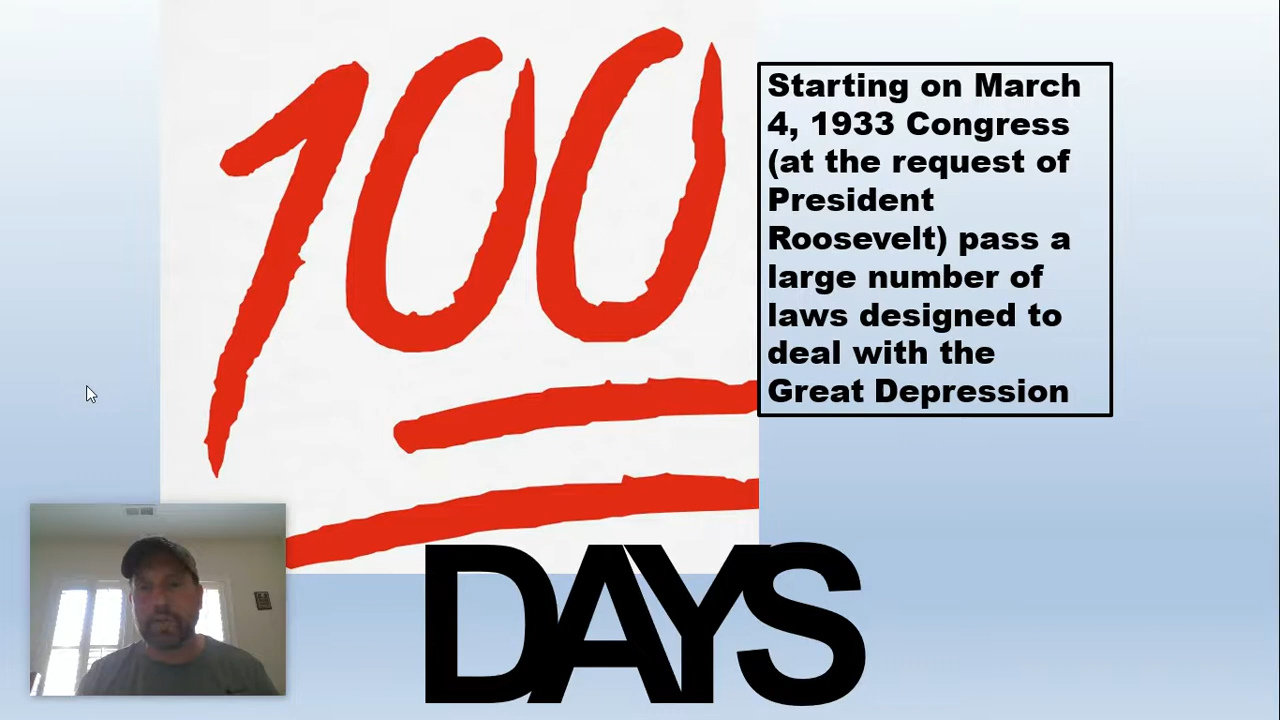 100
Starting on March
4, 1933 Congress
(at the request of
President
Roosevelt) pass a
large number of
laws designed to
deal with the
Great Depression
DAYS